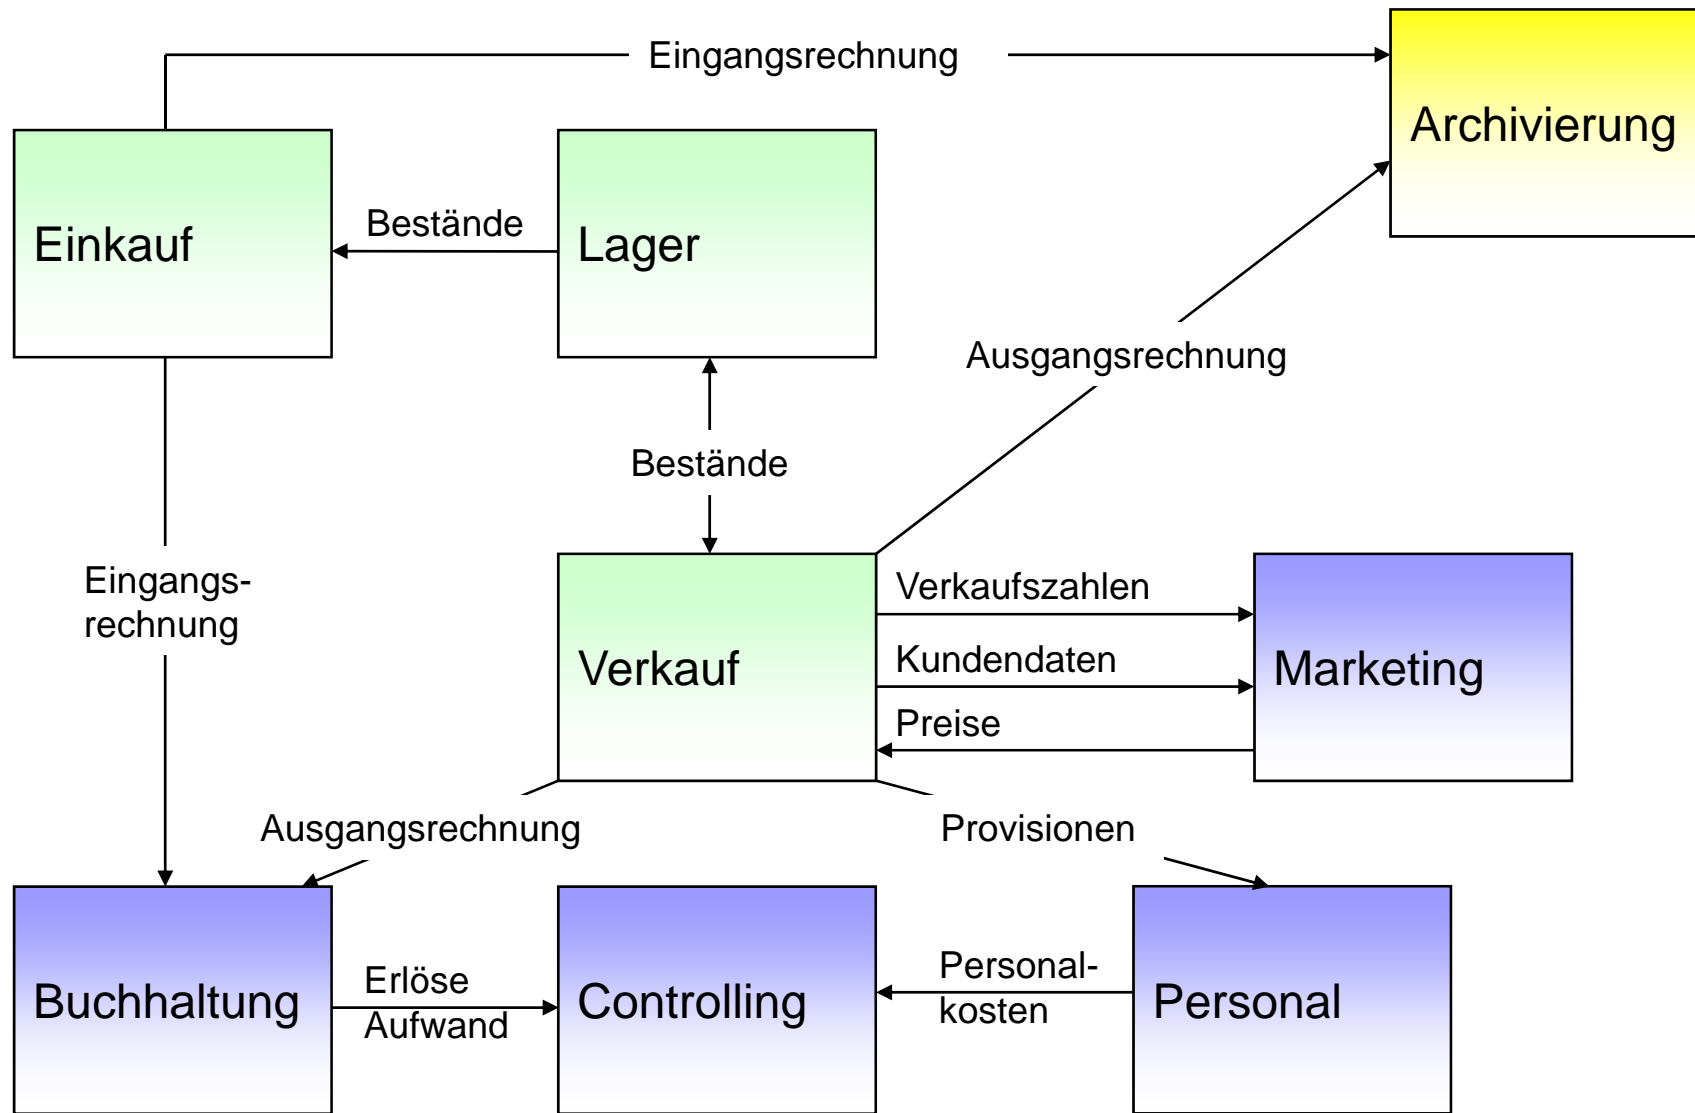 Eingangsrechnung
Archivierung
Einkauf
Bestände
Lager
Ausgangsrechnung
Bestände
Eingangs-
rechnung
Verkauf
Verkaufszahlen
Kundendaten
Preise
Marketing
Ausgangsrechnung
Provisionen
Buchhaltung
Erlöse
Aufwand
Controlling
Personal-
kosten
Personal